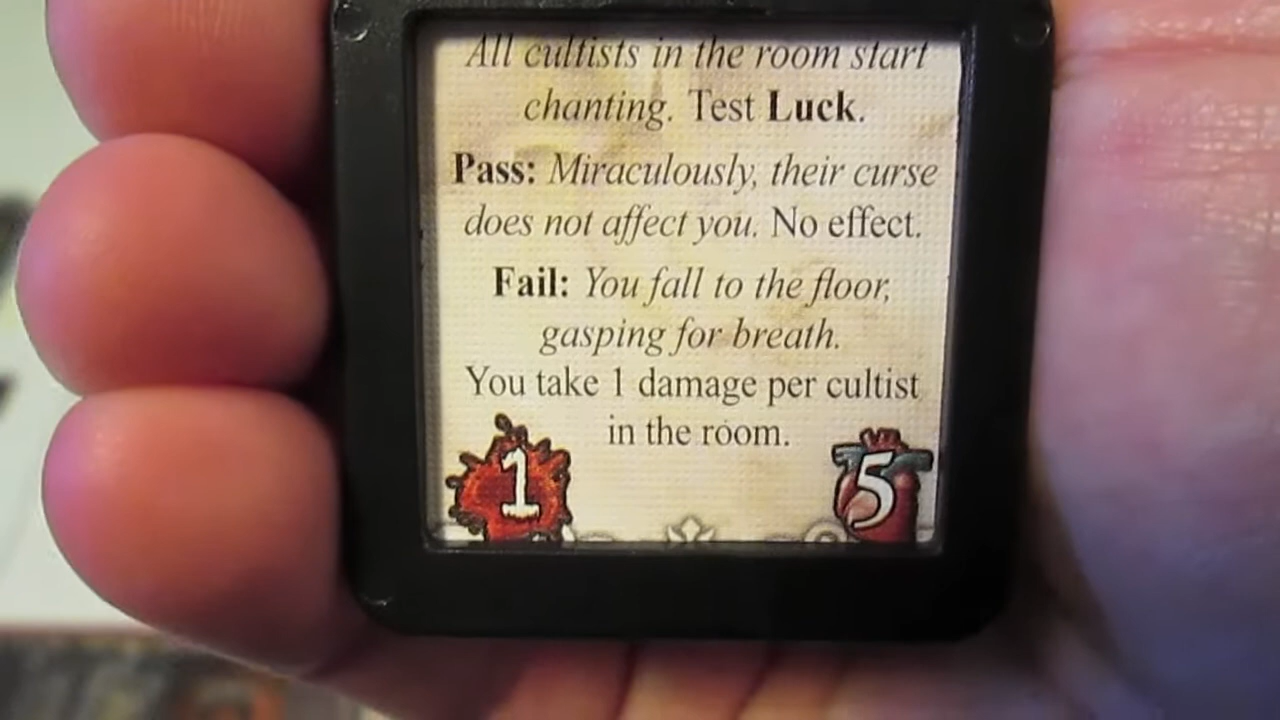 All cultists in the room start
chanting. Test Luck.
Pass: Miraculously, their curse
does not affect you. No effect.
Fail: You fall to the floor,
gasping for breath.
You take 1 damage per cultist
in the room.
1 5